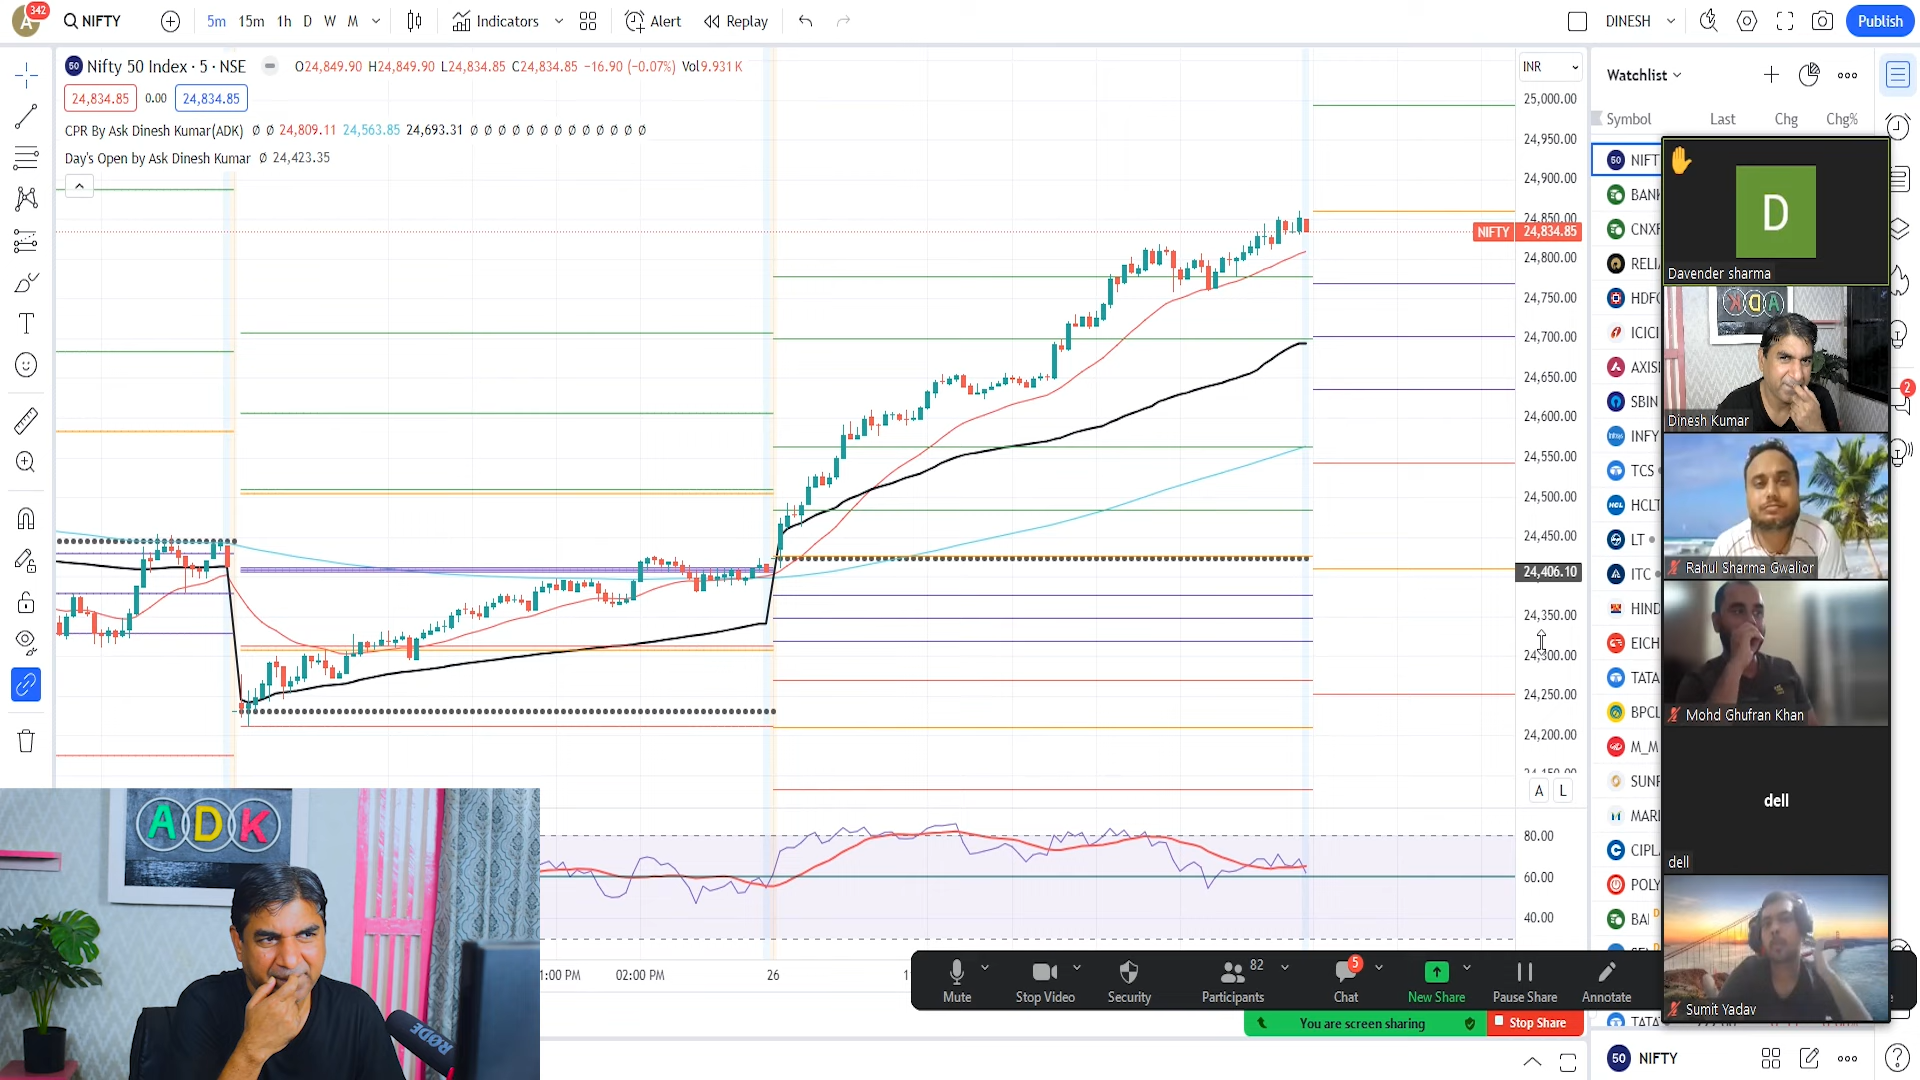 A
342
NIFTY
5m 15m 1h D W M
Indicators
Alert
Replay
DINESH
Publish
50 Nifty 50 Index · 5 · NSE
O24,849.90 H24,849.90 L24,834.85 C24,834.85 −16.90 (−0.07%) Vol9.931 K
24,834.85 0.00 24,834.85
CPR By Ask Dinesh Kumar(ADK) Ø Ø 24,809.11 24,563.85 24,693.31 Ø Ø Ø Ø Ø Ø Ø Ø Ø Ø Ø Ø Ø
Day's Open by Ask Dinesh Kumar Ø 24,423.35
INR
25,000.00
24,950.00
24,900.00
24,850.00
NIFTY 24,834.85
24,800.00
24,750.00
24,700.00
24,650.00
24,600.00
24,550.00
24,500.00
24,450.00
24,406.10
24,350.00
24,300.00
24,250.00
24,200.00
A L
80.00
60.00
40.00
1:00 PM 02:00 PM 26
Watchlist
Symbol Last Chg Chg%
50 NIFT
BANK
CNXF
RELI
HDFC
ICICI
AXIS
SBIN
INFY
TCS
HCLT
LT
ITC
HIND
EICH
TATA
BPCL
M_M
SUNF
MARI
CIPL
POLY
BAI
D
TATA
2
D
Davender sharma
ADK
Dinesh Kumar
Rahul Sharma Gwalior
Mohd Ghufran Khan
dell
dell
Sumit Yadav
ADK
RØDE
Mute
Stop Video
Security
82
Participants
5
Chat
New Share
Pause Share
Annotate
You are screen sharing
Stop Share
50 NIFTY